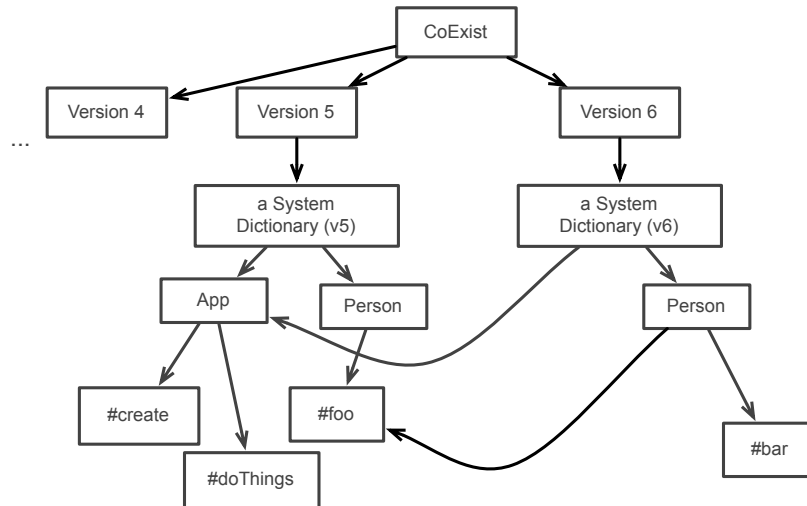 CoExist
Version 4
Version 5
Version 6
...
a System
Dictionary (v5)
a System
Dictionary (v6)
App
Person
Person
#create
#foo
#bar
#doThings